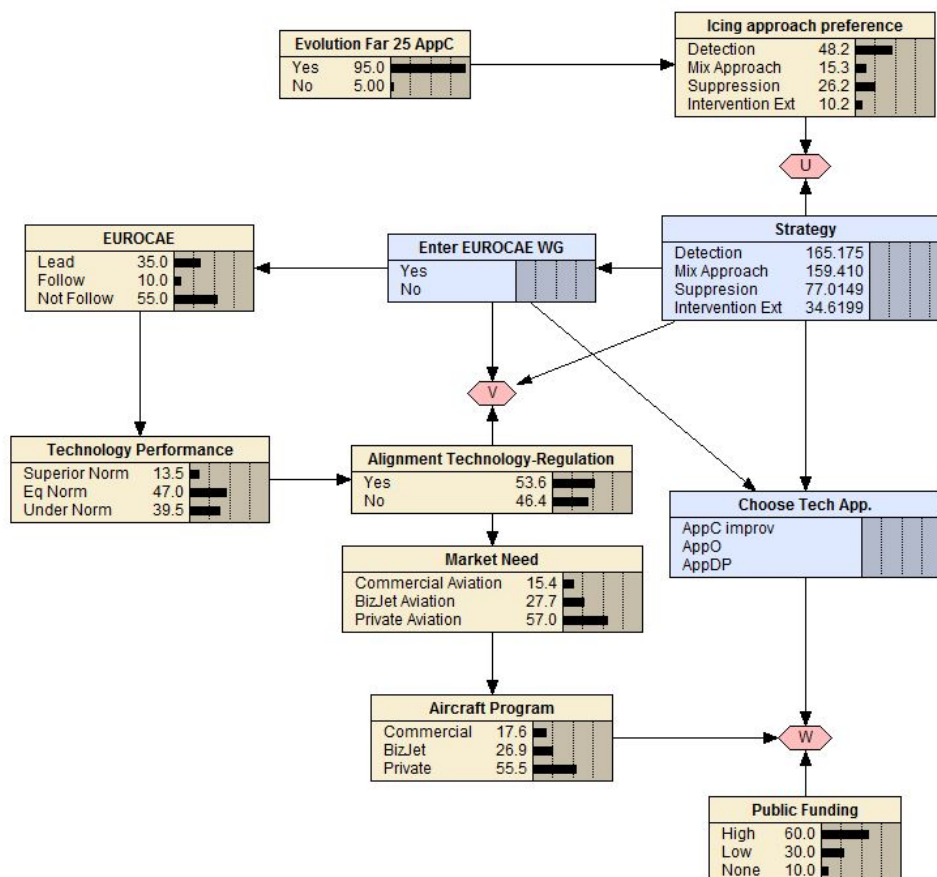 Evolution Far 25 AppC
Yes 95.0
No 5.00
Icing approach preference
Detection 48.2
Mix Approach 15.3
Suppression 26.2
Intervention Ext 10.2
U
EUROCAE
Lead 35.0
Follow 10.0
Not Follow 55.0
Enter EUROCAE WG
Yes
No
Strategy
Detection 165.175
Mix Approach 159.410
Suppresion 77.0149
Intervention Ext 34.6199
V
Technology Performance
Superior Norm 13.5
Eq Norm 47.0
Under Norm 39.5
Alignment Technology-Regulation
Yes 53.6
No 46.4
Choose Tech App.
AppC improv
AppO
AppDP
Market Need
Commercial Aviation 15.4
BizJet Aviation 27.7
Private Aviation 57.0
Aircraft Program
Commercial 17.6
BizJet 26.9
Private 55.5
W
Public Funding
High 60.0
Low 30.0
None 10.0